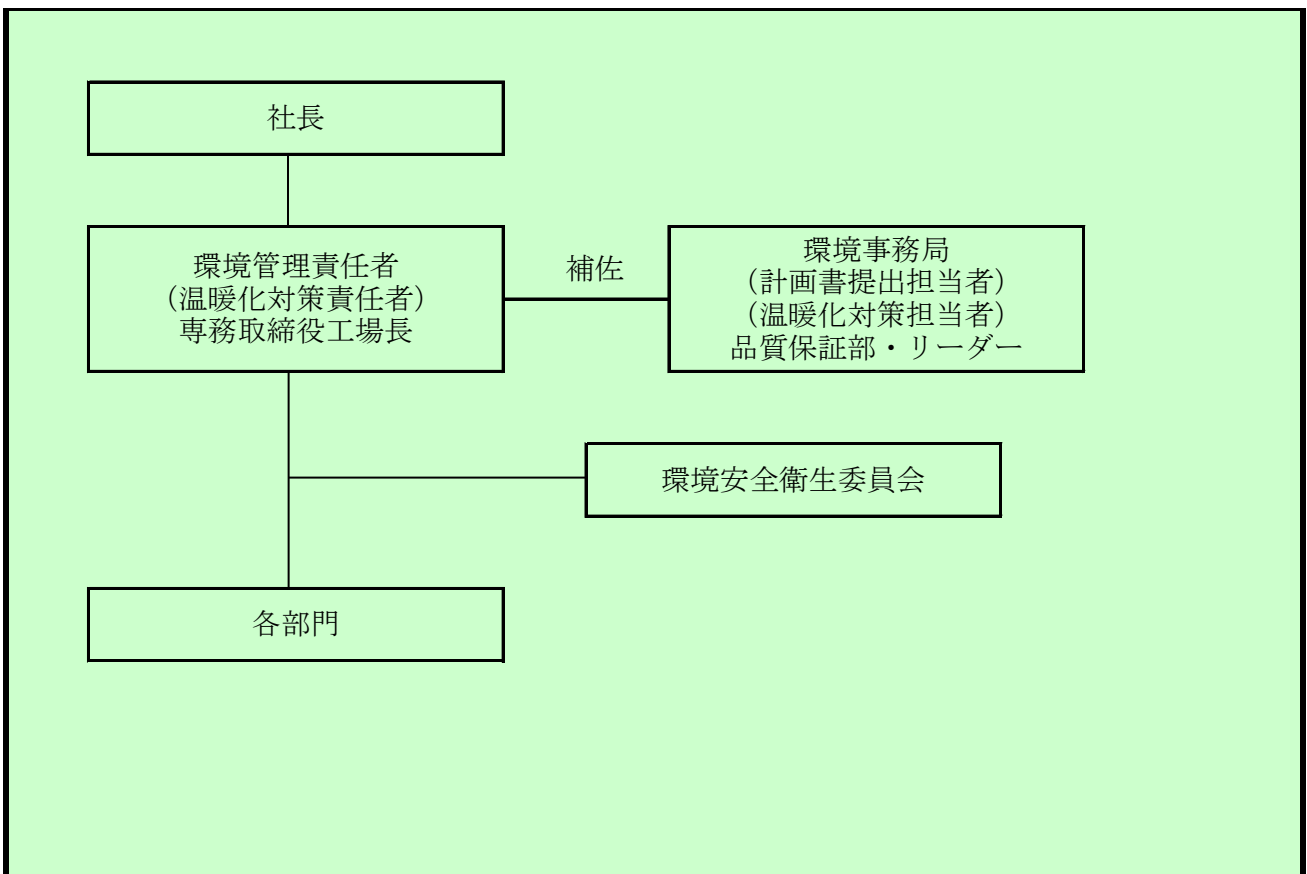 社長
環境管理責任者
（温暖化対策責任者）
専務取締役工場長
補佐
環境事務局
（計画書提出担当者）
（温暖化対策担当者）
品質保証部・リーダー
環境安全衛生委員会
各部門